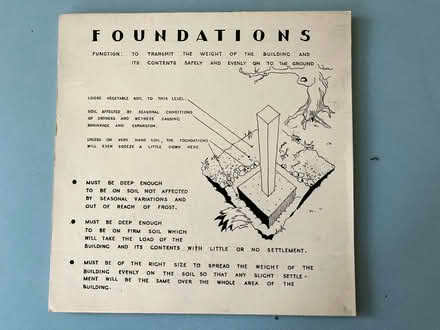 FOUNDATIONS
FUNCTION: TO TRANSMIT THE WEIGHT OF THE BUILDING AND
ITS CONTENTS SAFELY AND EVENLY ON TO THE GROUND
LOOSE VEGETABLE SOIL TO THIS LEVEL.
SOIL AFFECTED BY SEASONAL CONDITIONS
OF DRYNESS AND WETNESS CAUSING
SHRINKAGE AND EXPANSION.
UNLESS ON VERY HARD SOIL, THE FOUNDATIONS
WILL EVEN SQUEEZE A LITTLE DOWN HERE.
● MUST BE DEEP ENOUGH
TO BE ON SOIL NOT AFFECTED
BY SEASONAL VARIATIONS AND
OUT OF REACH OF FROST.
● MUST BE DEEP ENOUGH
TO BE ON FIRM SOIL WHICH
WILL TAKE THE LOAD OF THE
BUILDING AND ITS CONTENTS WITH LITTLE OR NO SETTLEMENT.
● MUST BE OF THE RIGHT SIZE TO SPREAD THE WEIGHT OF THE
BUILDING EVENLY ON THE SOIL SO THAT ANY SLIGHT SETTLE-
MENT WILL BE THE SAME OVER THE WHOLE AREA OF THE
BUILDING.